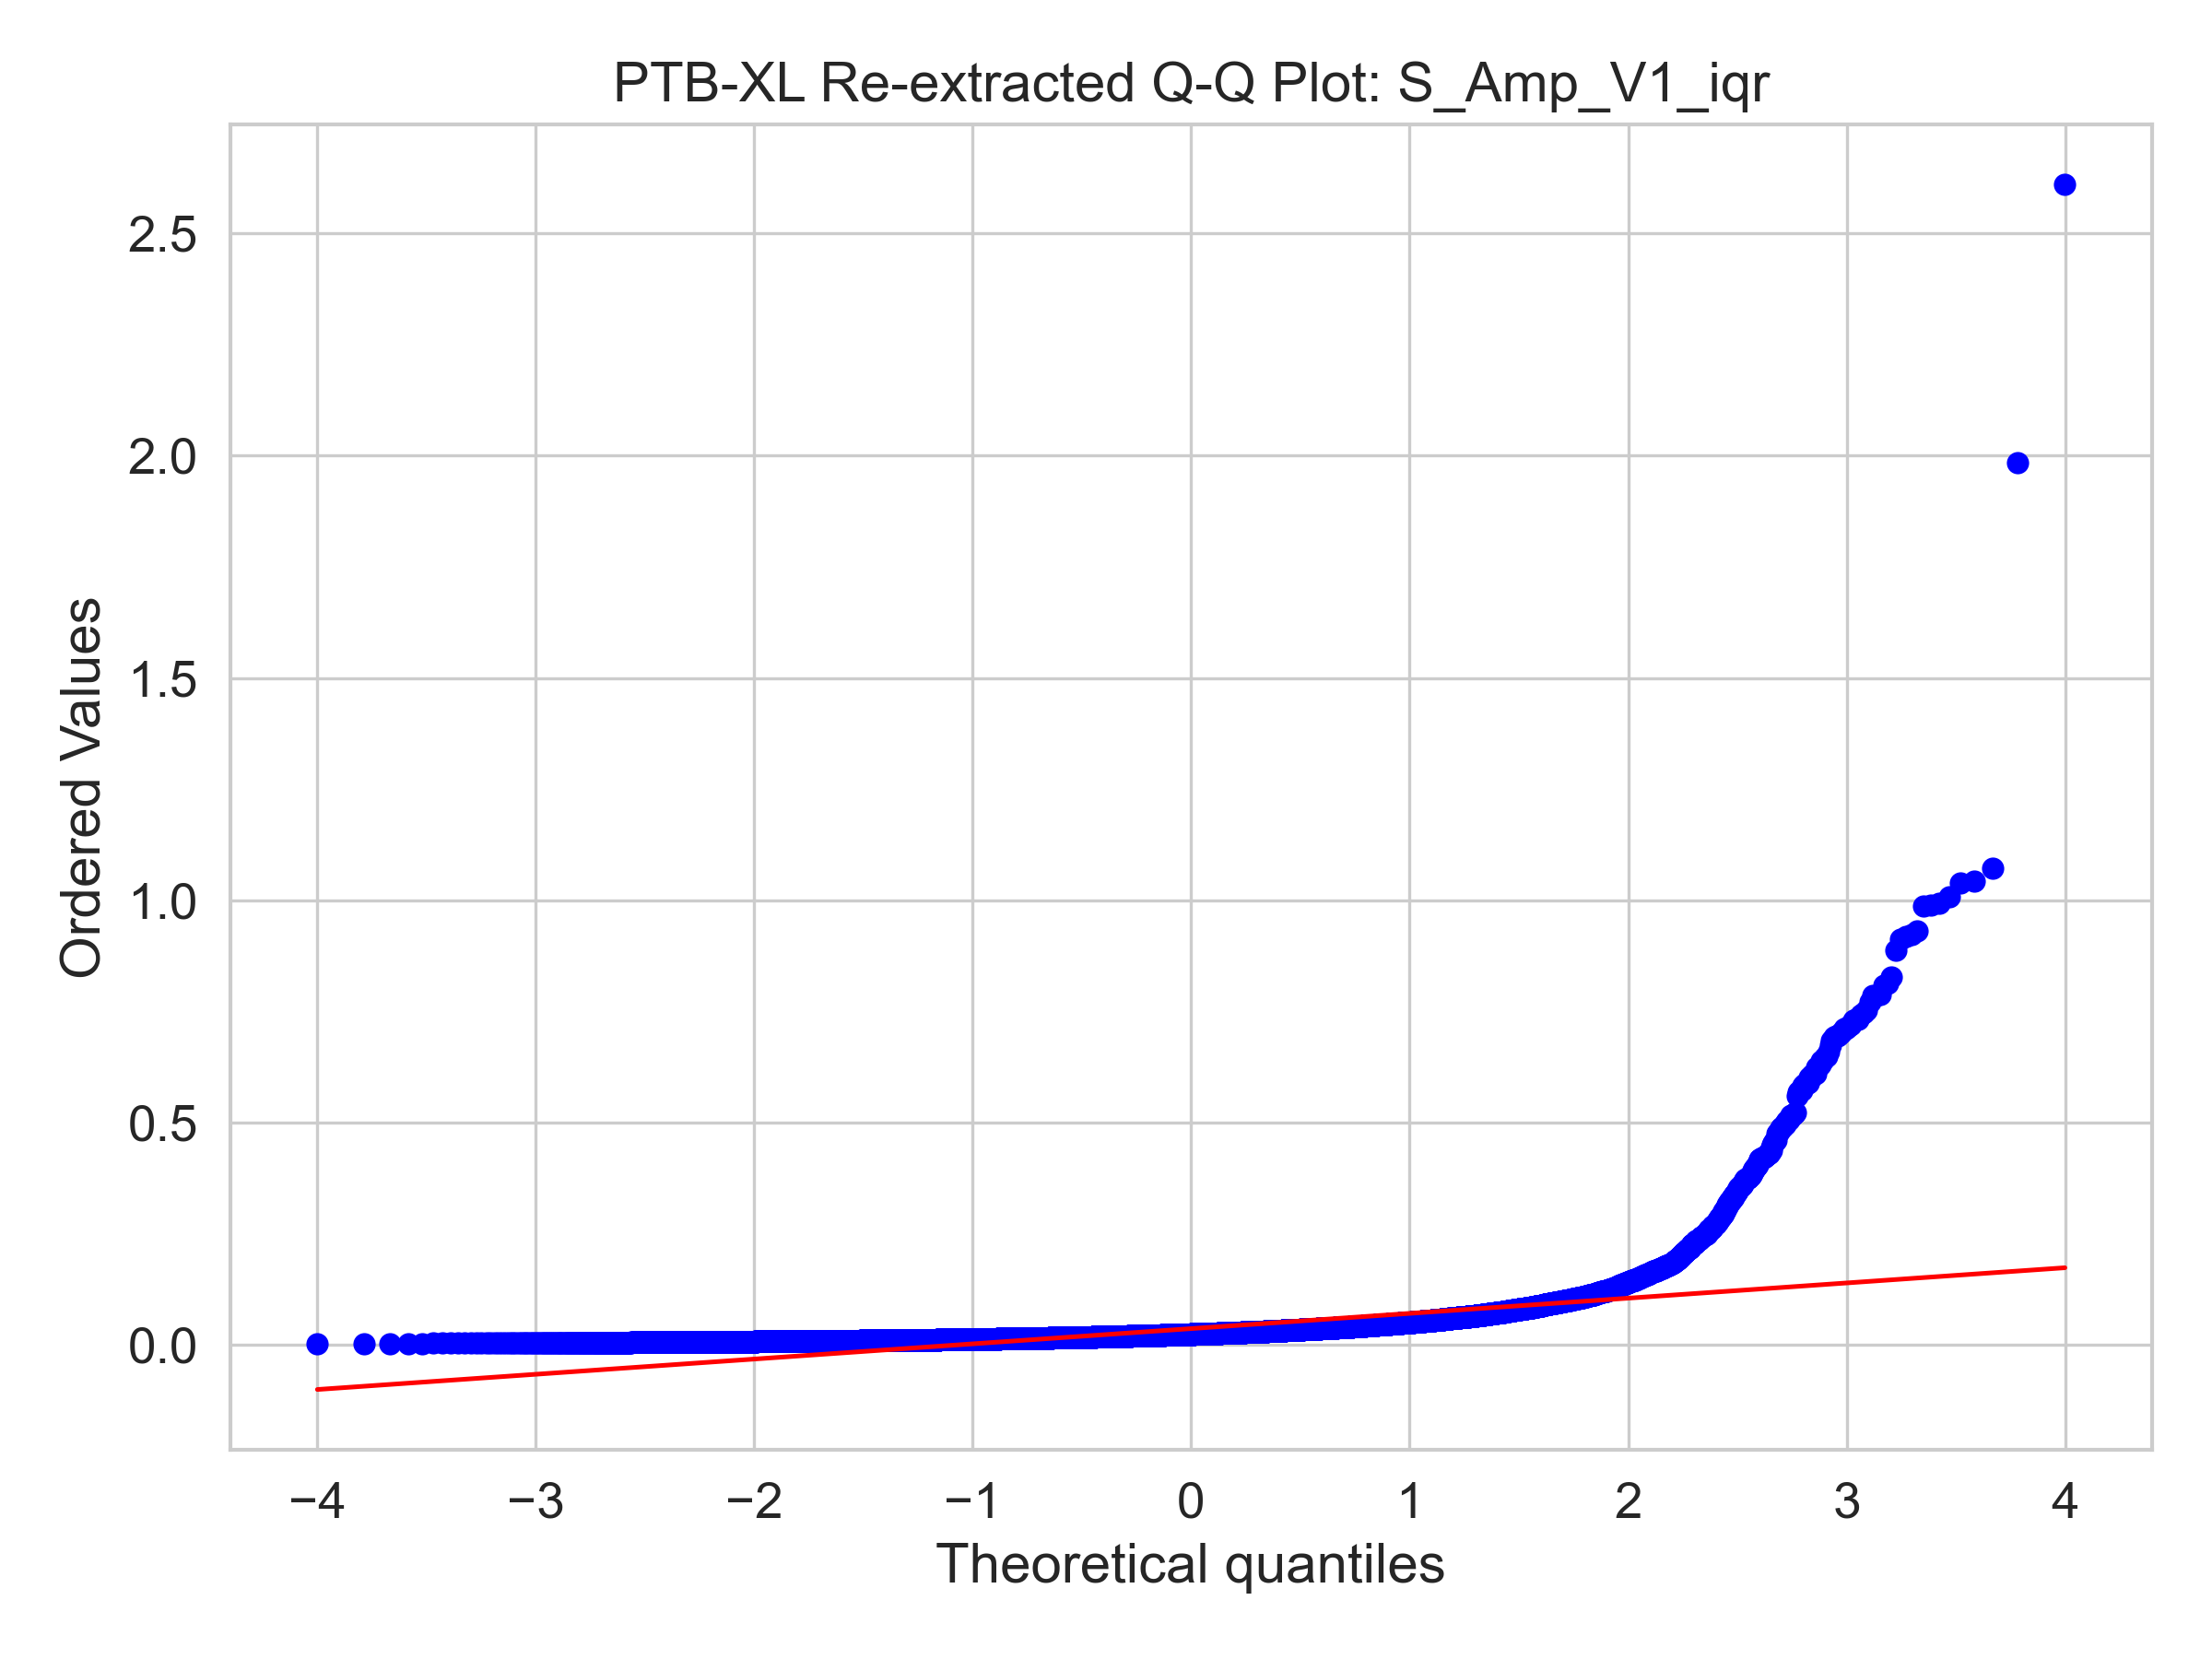 PTB-XL Re-extracted Q-Q Plot: S_Amp_V1_iqr
2.5
2.0
1.5
1.0
0.5
0.0
Ordered Values
−4 −3 −2 −1 0 1 2 3 4
Theoretical quantiles